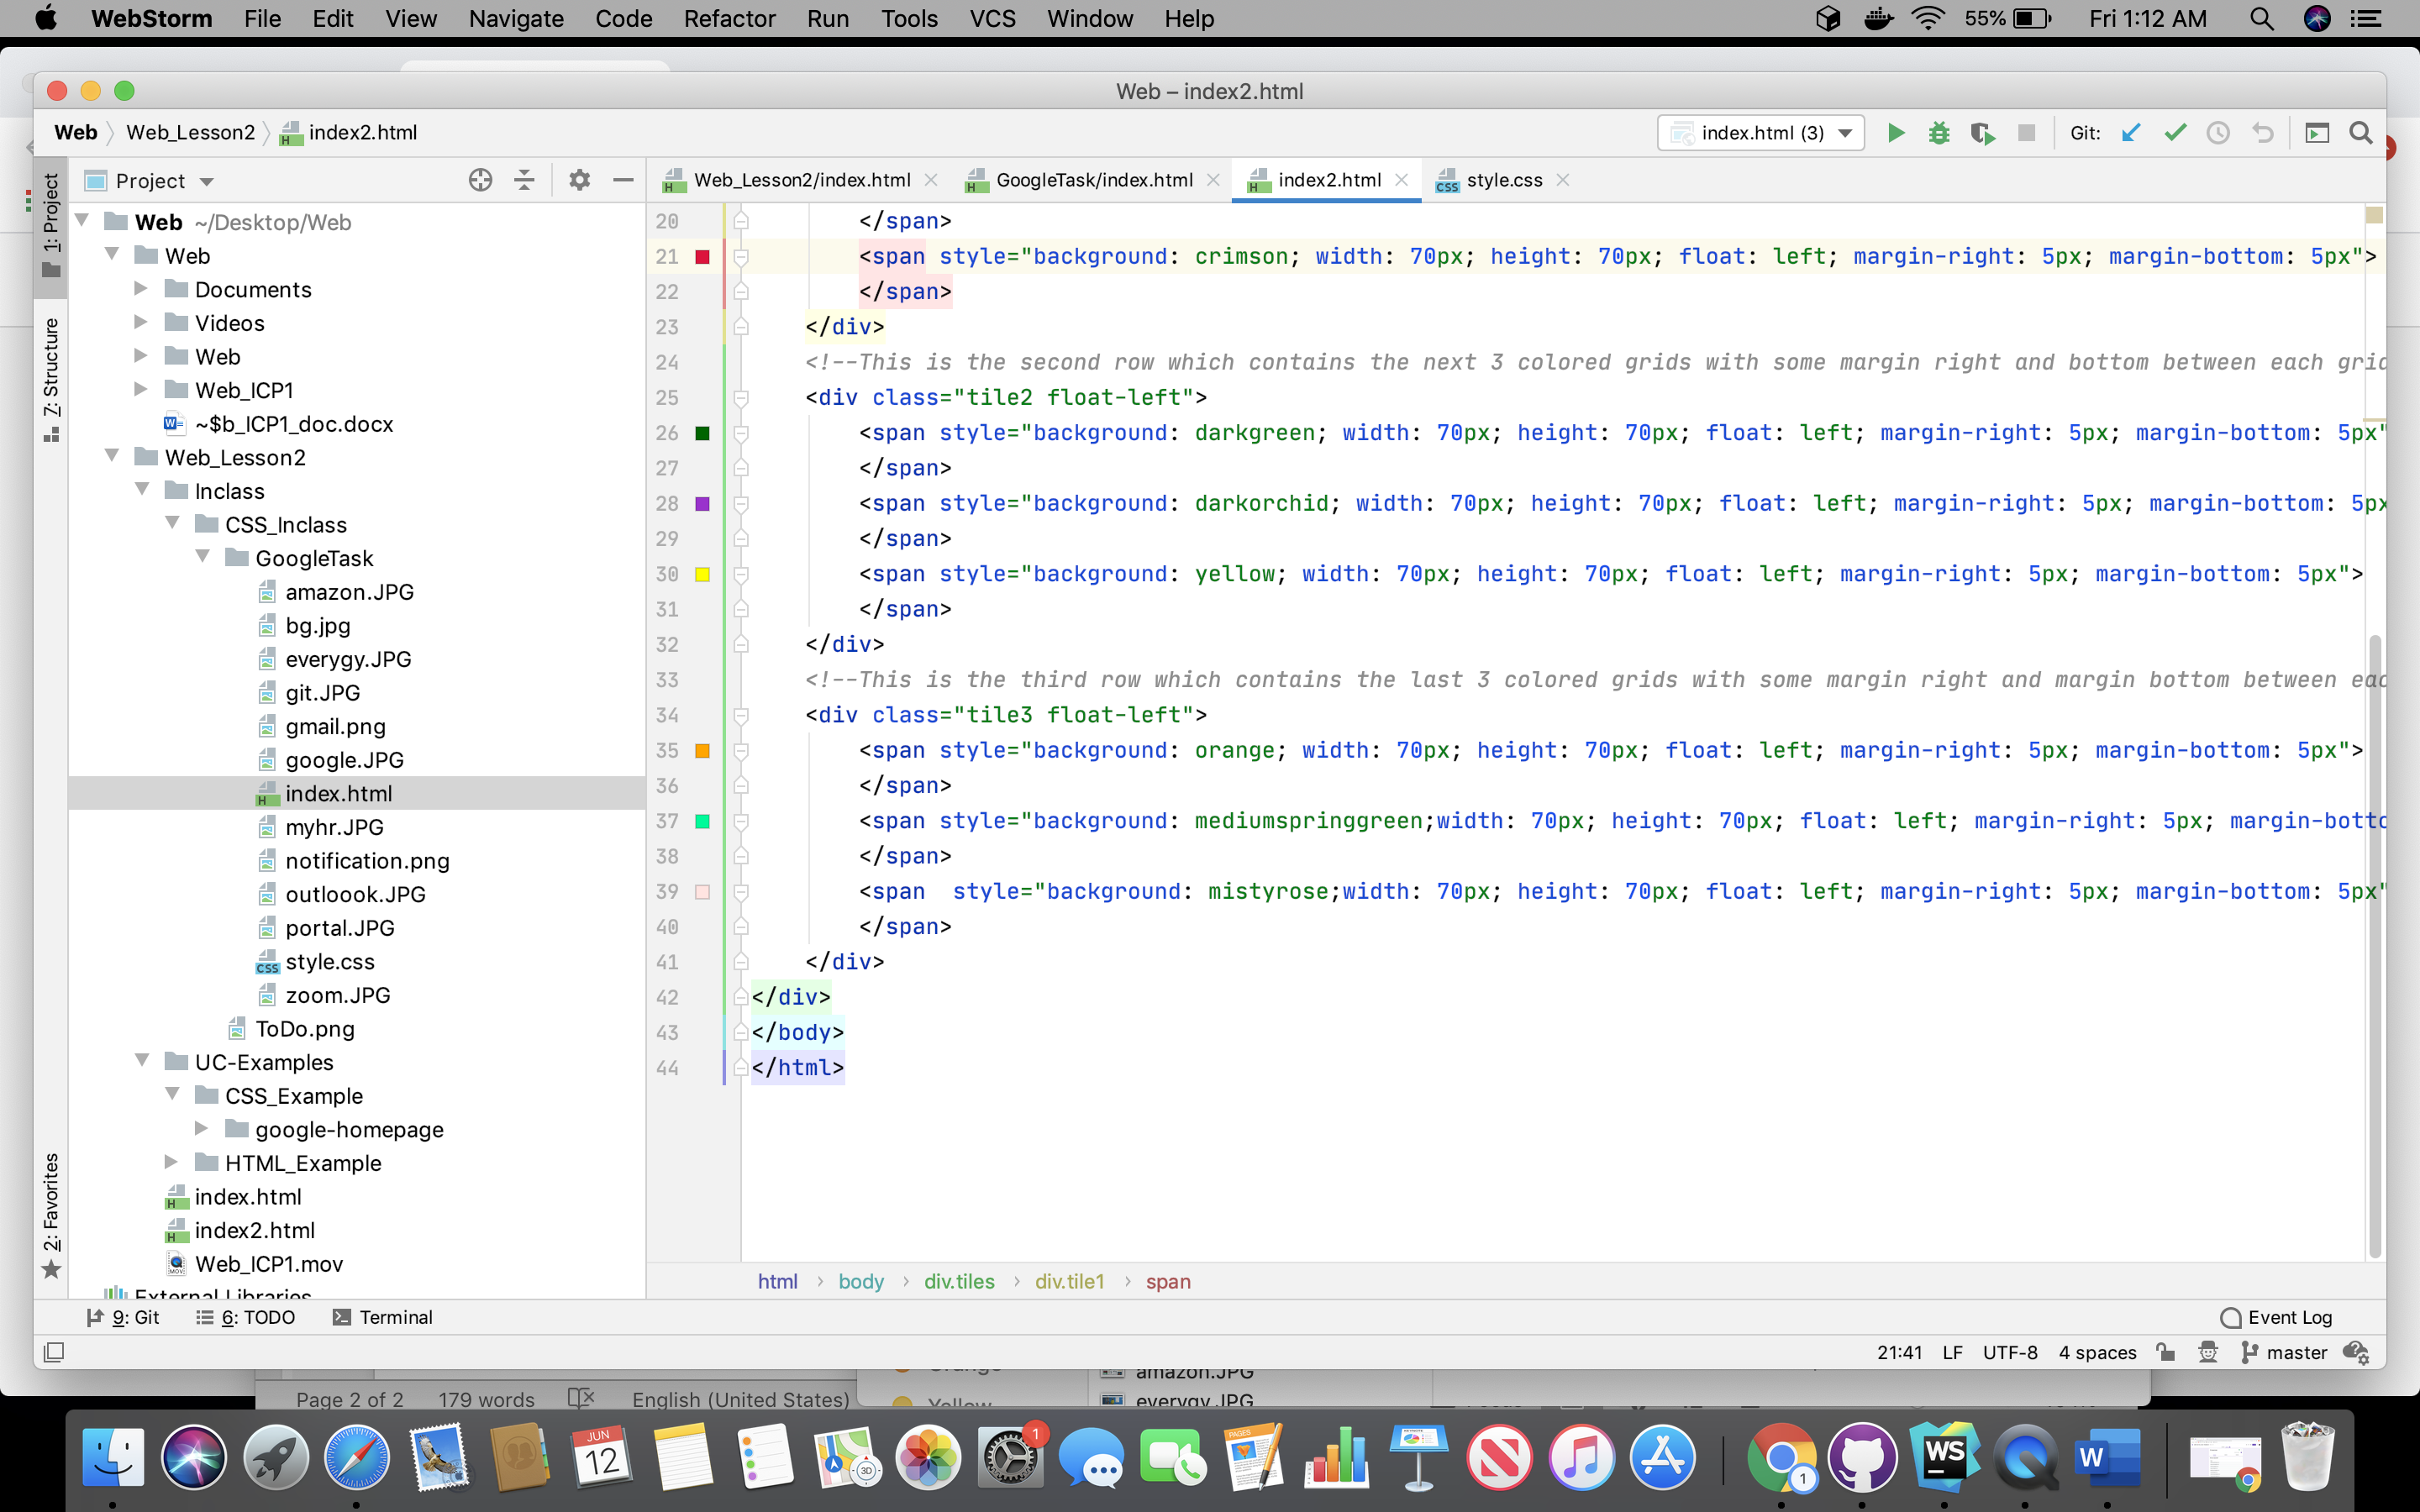 WebStorm File Edit View Navigate Code Refactor Run Tools VCS Window Help 55% Fri 1:12 AM
Web – index2.html
Web Web_Lesson2 index2.html index.html (3) Git:
Project Web_Lesson2/index.html GoogleTask/index.html index2.html style.css
1: Project
7: Structure
2: Favorites
Web ~/Desktop/Web
Web
Documents
Videos
Web
Web_ICP1
~$b_ICP1_doc.docx
Web_Lesson2
Inclass
CSS_Inclass
GoogleTask
amazon.JPG
bg.jpg
everygy.JPG
git.JPG
gmail.png
google.JPG
index.html
myhr.JPG
notification.png
outloook.JPG
portal.JPG
style.css
zoom.JPG
ToDo.png
UC-Examples
CSS_Example
google-homepage
HTML_Example
index.html
index2.html
Web_ICP1.mov
External Libraries
20 </span>
21 <span style="background: crimson; width: 70px; height: 70px; float: left; margin-right: 5px; margin-bottom: 5px">
22 </span>
23 </div>
24 <!--This is the second row which contains the next 3 colored grids with some margin right and bottom between each grid
25 <div class="tile2 float-left">
26 <span style="background: darkgreen; width: 70px; height: 70px; float: left; margin-right: 5px; margin-bottom: 5px"
27 </span>
28 <span style="background: darkorchid; width: 70px; height: 70px; float: left; margin-right: 5px; margin-bottom: 5px
29 </span>
30 <span style="background: yellow; width: 70px; height: 70px; float: left; margin-right: 5px; margin-bottom: 5px">
31 </span>
32 </div>
33 <!--This is the third row which contains the last 3 colored grids with some margin right and margin bottom between eac
34 <div class="tile3 float-left">
35 <span style="background: orange; width: 70px; height: 70px; float: left; margin-right: 5px; margin-bottom: 5px">
36 </span>
37 <span style="background: mediumspringgreen;width: 70px; height: 70px; float: left; margin-right: 5px; margin-botto
38 </span>
39 <span  style="background: mistyrose;width: 70px; height: 70px; float: left; margin-right: 5px; margin-bottom: 5px"
40 </span>
41 </div>
42 </div>
43 </body>
44 </html>
html › body › div.tiles › div.tile1 › span
9: Git 6: TODO Terminal Event Log
21:41 LF UTF-8 4 spaces master
amazon.JPG
Page 2 of 2 179 words English (United States) Yellow everygy.JPG
JUN
12
3D
1
PAGES
1
WS
W